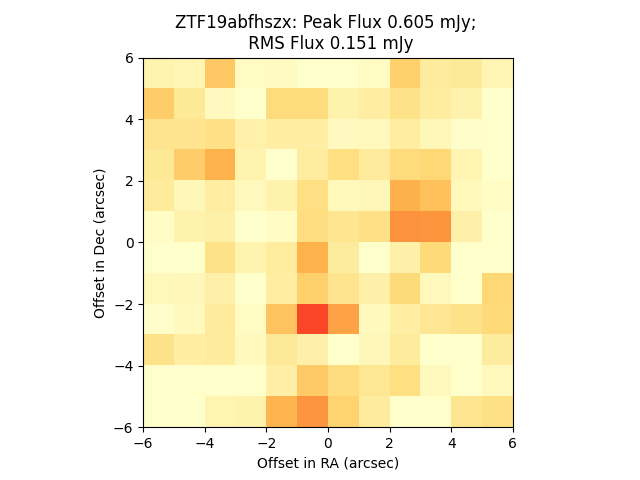 ZTF19abfhszx: Peak Flux 0.605 mJy;
RMS Flux 0.151 mJy
6
4
2
0
−2
−4
−6
Offset in Dec (arcsec)
−6 −4 −2 0 2 4 6
Offset in RA (arcsec)